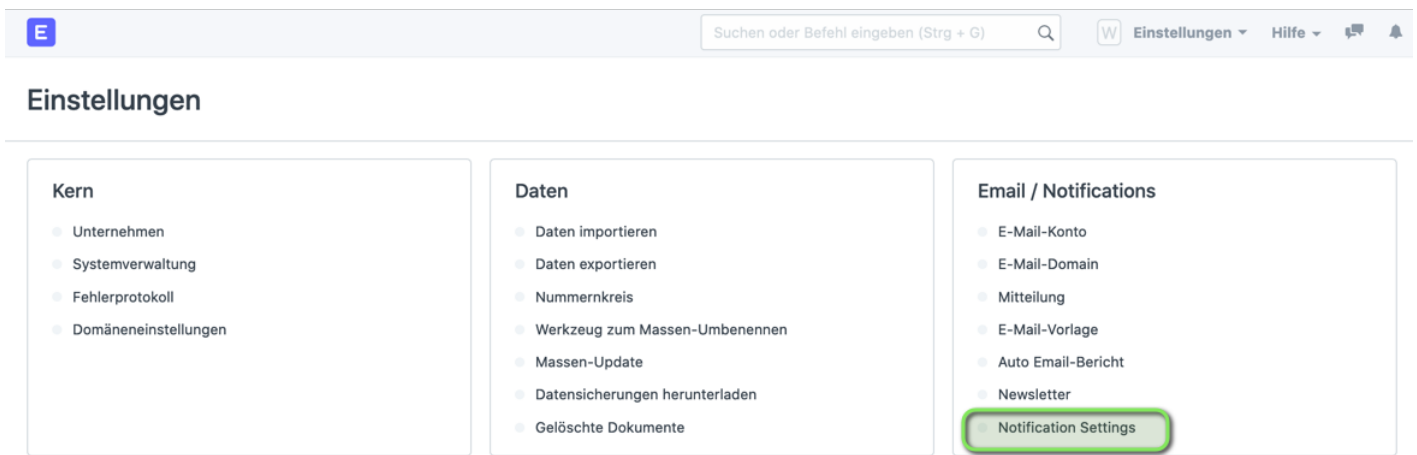 E
Suchen oder Befehl eingeben (Strg + G)
W Einstellungen Hilfe
Einstellungen
Kern
Unternehmen
Systemverwaltung
Fehlerprotokoll
Domäneneinstellungen
Daten
Daten importieren
Daten exportieren
Nummernkreis
Werkzeug zum Massen-Umbenennen
Massen-Update
Datensicherungen herunterladen
Gelöschte Dokumente
Email / Notifications
E-Mail-Konto
E-Mail-Domain
Mitteilung
E-Mail-Vorlage
Auto Email-Bericht
Newsletter
Notification Settings